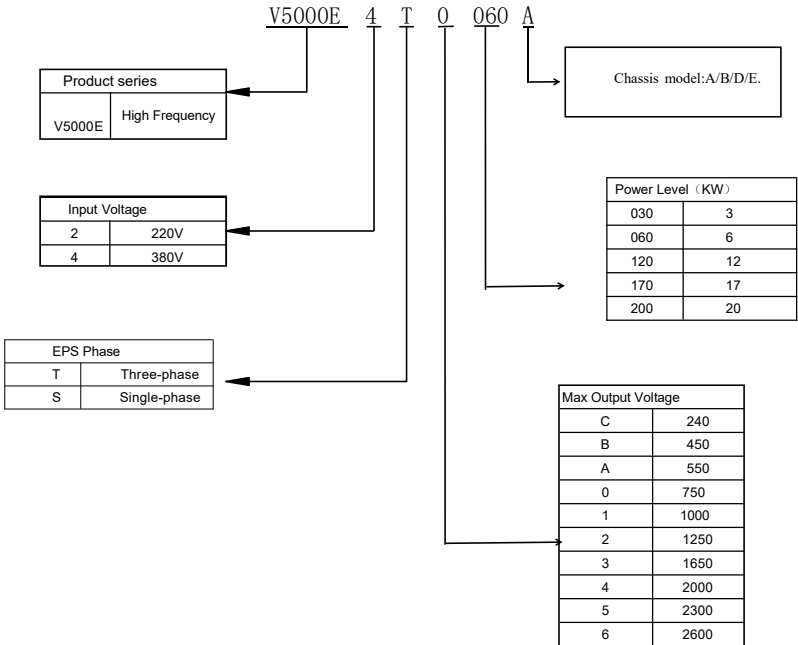 V5000E 4 T 0 060 A
Chassis model:A/B/D/E.
Product series
V5000E High Frequency
Input Voltage
2 220V
4 380V
Power Level（KW）
030 3
060 6
120 12
170 17
200 20
EPS Phase
T Three-phase
S Single-phase
Max Output Voltage
C 240
B 450
A 550
0 750
1 1000
2 1250
3 1650
4 2000
5 2300
6 2600